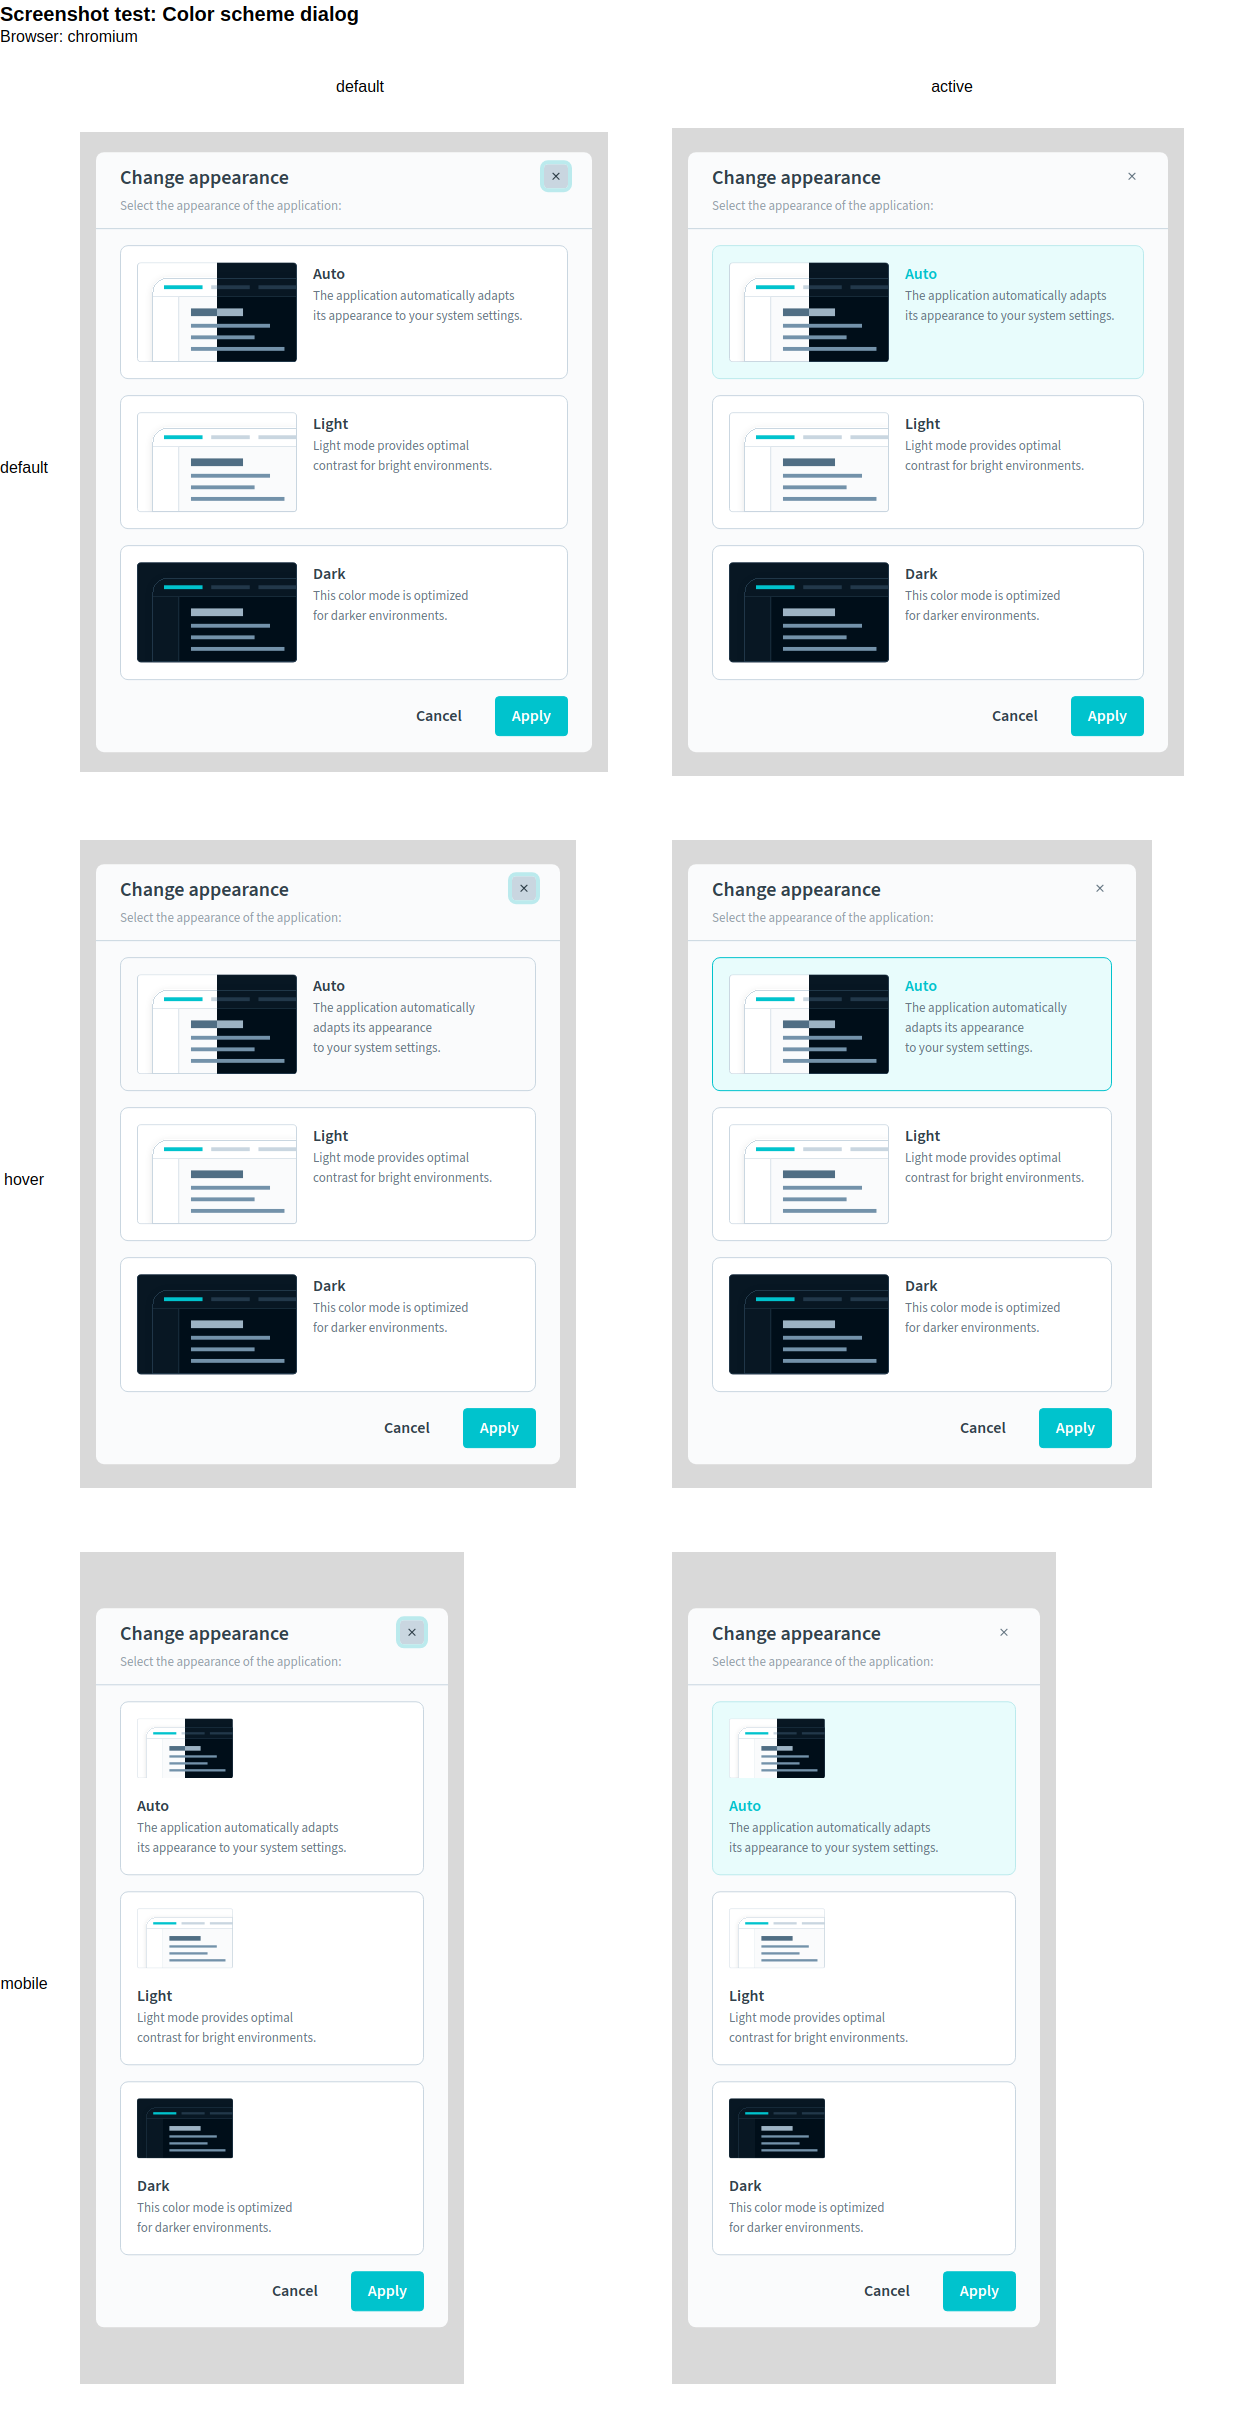 Screenshot test: Color scheme dialog
Browser: chromium
default
active
default
Change appearance
Select the appearance of the application:
Auto
The application automatically adapts
its appearance to your system settings.
Light
Light mode provides optimal
contrast for bright environments.
Dark
This color mode is optimized
for darker environments.
Cancel
Apply
Change appearance
Select the appearance of the application:
Auto
The application automatically adapts
its appearance to your system settings.
Light
Light mode provides optimal
contrast for bright environments.
Dark
This color mode is optimized
for darker environments.
Cancel
Apply
hover
Change appearance
Select the appearance of the application:
Auto
The application automatically
adapts its appearance
to your system settings.
Light
Light mode provides optimal
contrast for bright environments.
Dark
This color mode is optimized
for darker environments.
Cancel
Apply
Change appearance
Select the appearance of the application:
Auto
The application automatically
adapts its appearance
to your system settings.
Light
Light mode provides optimal
contrast for bright environments.
Dark
This color mode is optimized
for darker environments.
Cancel
Apply
mobile
Change appearance
Select the appearance of the application:
Auto
The application automatically adapts
its appearance to your system settings.
Light
Light mode provides optimal
contrast for bright environments.
Dark
This color mode is optimized
for darker environments.
Cancel
Apply
Change appearance
Select the appearance of the application:
Auto
The application automatically adapts
its appearance to your system settings.
Light
Light mode provides optimal
contrast for bright environments.
Dark
This color mode is optimized
for darker environments.
Cancel
Apply